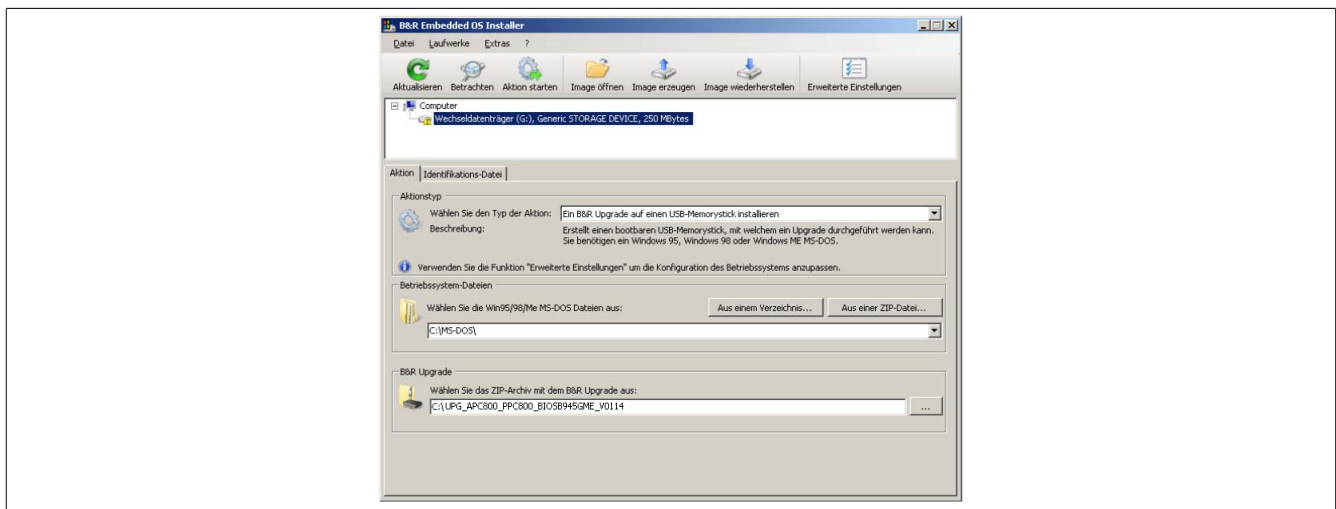 B&R Embedded OS Installer
Datei Laufwerke Extras ?
Aktualisieren Betrachten Aktion starten Image öffnen Image erzeugen Image wiederherstellen Erweiterte Einstellungen
Computer
Wechseldatenträger (G:), Generic STORAGE DEVICE, 250 MBytes
Aktion Identifikations-Datei
Aktionstyp
Wählen Sie den Typ der Aktion: Ein B&R Upgrade auf einen USB-Memorystick installieren
Beschreibung: Erstellt einen bootbaren USB-Memorystick, mit welchem ein Upgrade durchgeführt werden kann.
Sie benötigen ein Windows 95, Windows 98 oder Windows ME MS-DOS.
Verwenden Sie die Funktion "Erweiterte Einstellungen" um die Konfiguration des Betriebssystems anzupassen.
Betriebssystem-Dateien
Wählen Sie die Win95/98/Me MS-DOS Dateien aus: Aus einem Verzeichnis... Aus einer ZIP-Datei...
C:\MS-DOS\
B&R Upgrade
Wählen Sie das ZIP-Archiv mit dem B&R Upgrade aus:
C:\UPG_APC800_PPC800_BIOSB945GME_V0114 ...